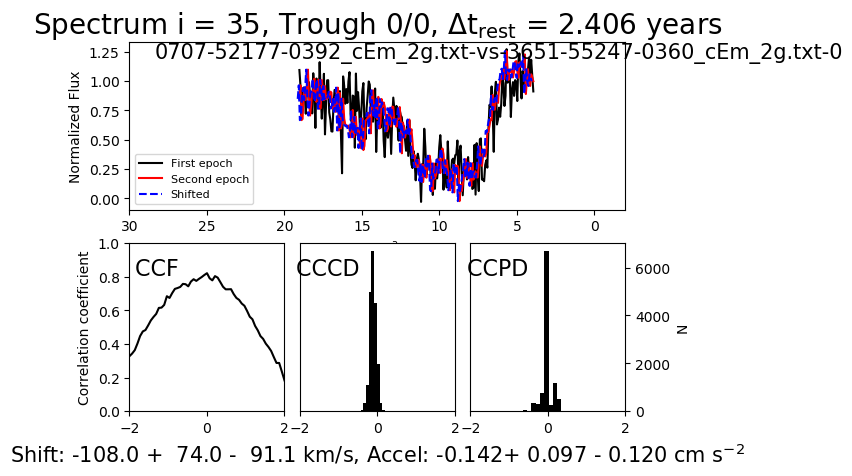 Spectrum i = 35, Trough 0/0, Δt_rest = 2.406 years
0707-52177-0392_cEm_2g.txt-vs-3651-55247-0360_cEm_2g.txt-0
Normalized Flux
1.25
1.00
0.75
0.50
0.25
0.00
First epoch
Second epoch
Shifted
30 25 20 15 10 5 0
Correlation coefficient
1.0
0.8
0.6
0.4
0.2
0.0
CCF
−2 0 2
CCCD
−2 0 2
CCPD
−2 0 2
6000
4000
2000
0
N
Shift: -108.0 + 74.0 - 91.1 km/s, Accel: -0.142+ 0.097 - 0.120 cm s⁻²